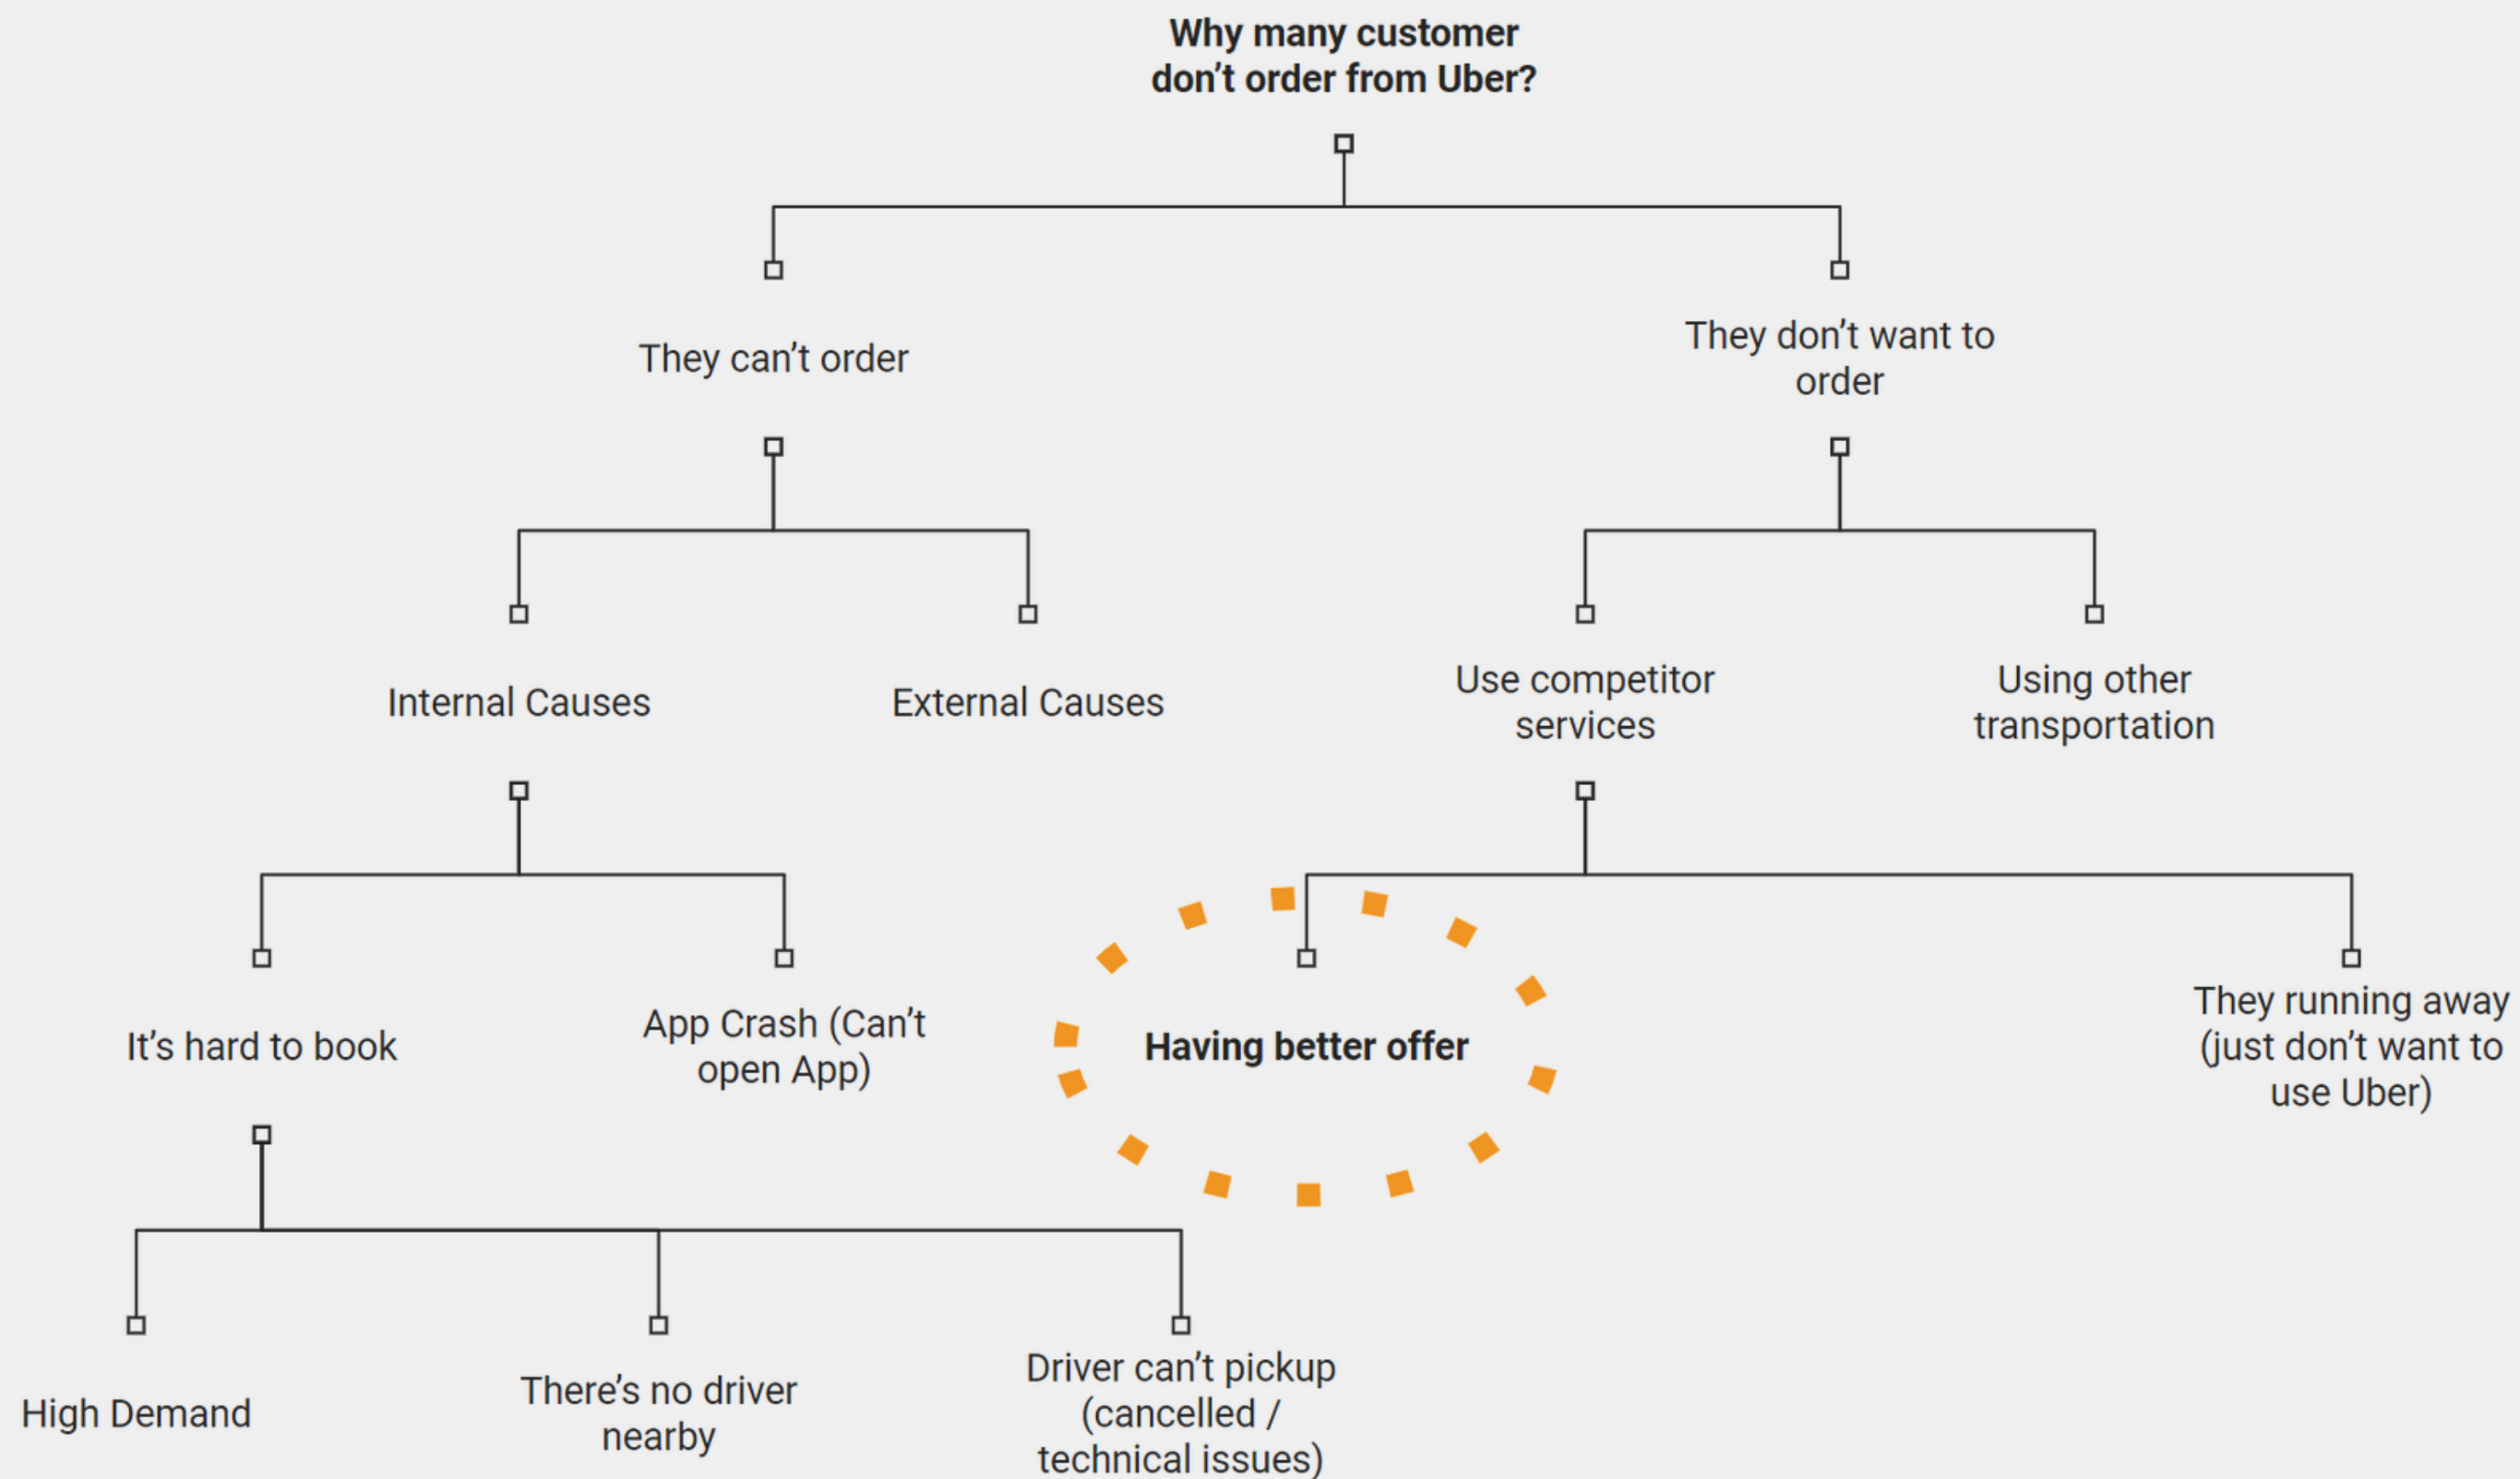 Why many customer
don’t order from Uber?
They can’t order
They don’t want to
order
Internal Causes
External Causes
Use competitor
services
Using other
transportation
It’s hard to book
App Crash (Can’t
open App)
Having better offer
They running away
(just don’t want to
use Uber)
High Demand
There’s no driver
nearby
Driver can’t pickup
(cancelled /
technical issues)